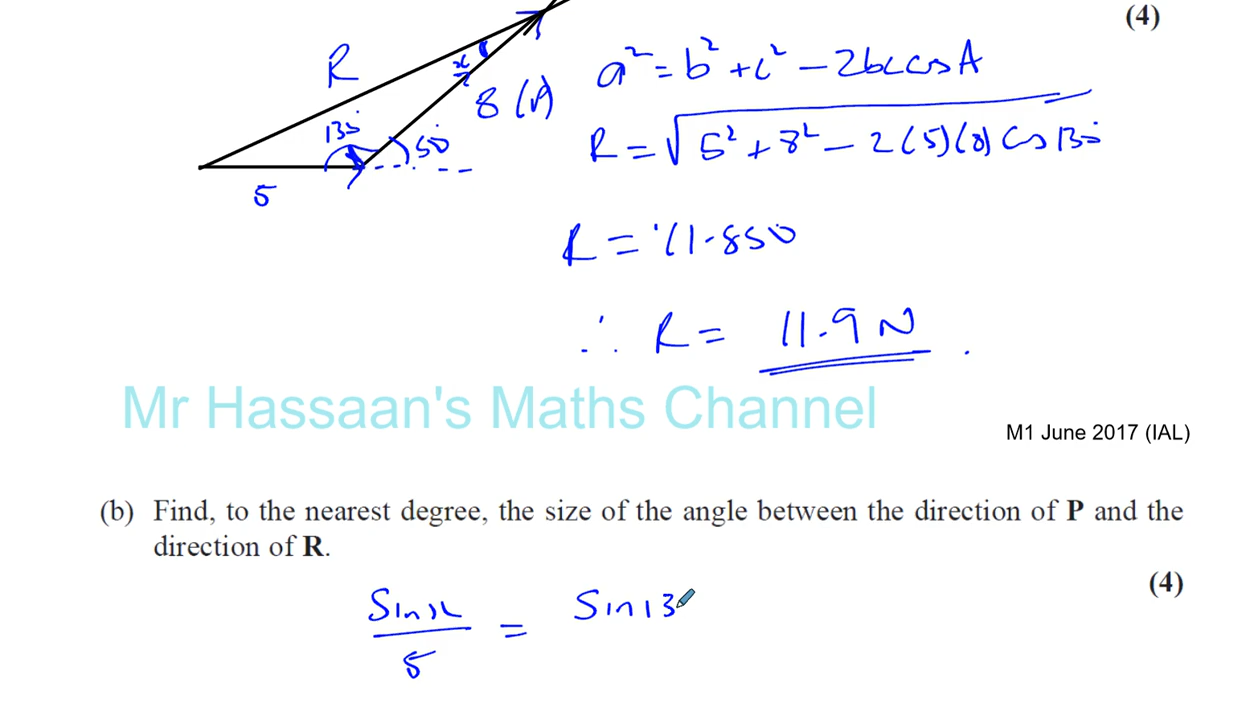 (4)
R
x
8 (P)
130°
50°
5
a² = b² + c² − 2bc cos A
R = √5² + 8² − 2(5)(8) cos 130°
R = 11.850
∴ R = 11.9 N .
Mr Hassaan's Maths Channel
M1 June 2017 (IAL)
(b) Find, to the nearest degree, the size of the angle between the direction of P and the
direction of R.
(4)
Sin x / 5 = Sin 13